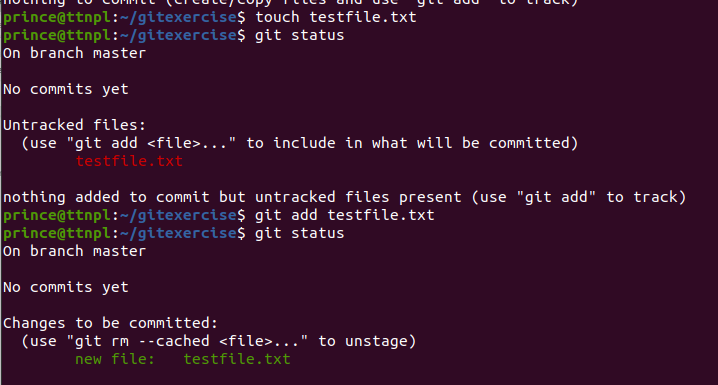 nothing to commit (create/copy files and use "git add" to track)
prince@ttnpl:~/gitexercise$ touch testfile.txt
prince@ttnpl:~/gitexercise$ git status
On branch master
No commits yet
Untracked files:
  (use "git add <file>..." to include in what will be committed)
        testfile.txt
nothing added to commit but untracked files present (use "git add" to track)
prince@ttnpl:~/gitexercise$ git add testfile.txt
prince@ttnpl:~/gitexercise$ git status
On branch master
No commits yet
Changes to be committed:
  (use "git rm --cached <file>..." to unstage)
        new file:   testfile.txt